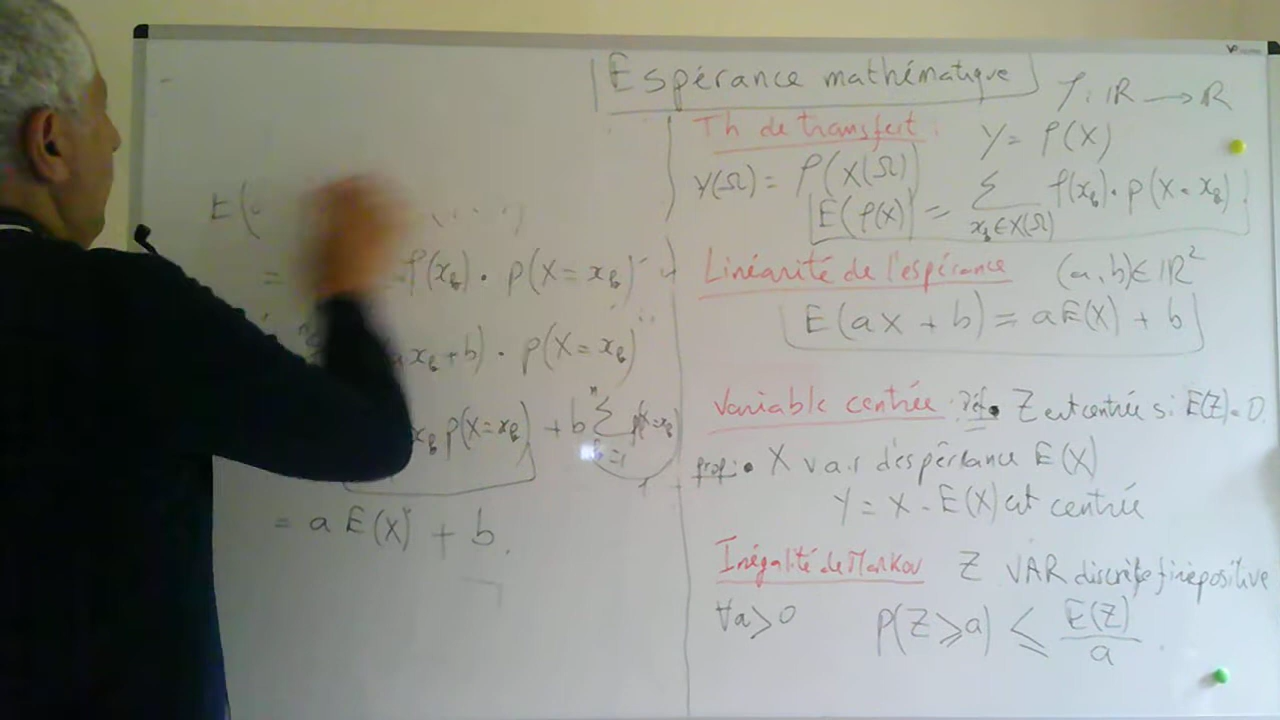 Espérance mathématique
f : ℝ → ℝ
Th de transfert :
Y = f(X)
Y(Ω) = f(X(Ω))
E(f(X)) = Σ f(x_k) · p(X = x_k)
x_k ∈ X(Ω)
Linéarité de l'espérance (a,b) ∈ ℝ²
E(aX + b) = aE(X) + b
Variable centrée : Déf • Z est centrée si E(Z) = 0
prop : • X v.a.r d'espérance E(X)
Y = X - E(X) est centrée
Inégalité de Markov Z VAR discrète finie positive
∀a > 0 P(Z ⩾ a) ⩽ E(Z)/a
E(
= f(x_k) · p(X = x_k)
x_k + b) · p(X = x_k)
x_k p(X = x_k) + b Σ p(X = x_k)
= a E(X) + b.